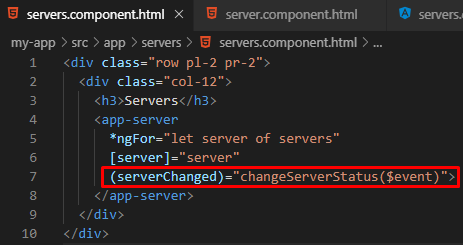 servers.component.html × server.component.html servers.
my-app > src > app > servers > servers.component.html > ...
1 <div class="row pl-2 pr-2">
2 <div class="col-12">
3 <h3>Servers</h3>
4 <app-server
5 *ngFor="let server of servers"
6 [server]="server"
7 (serverChanged)="changeServerStatus($event)">
8 </app-server>
9 </div>
10 </div>